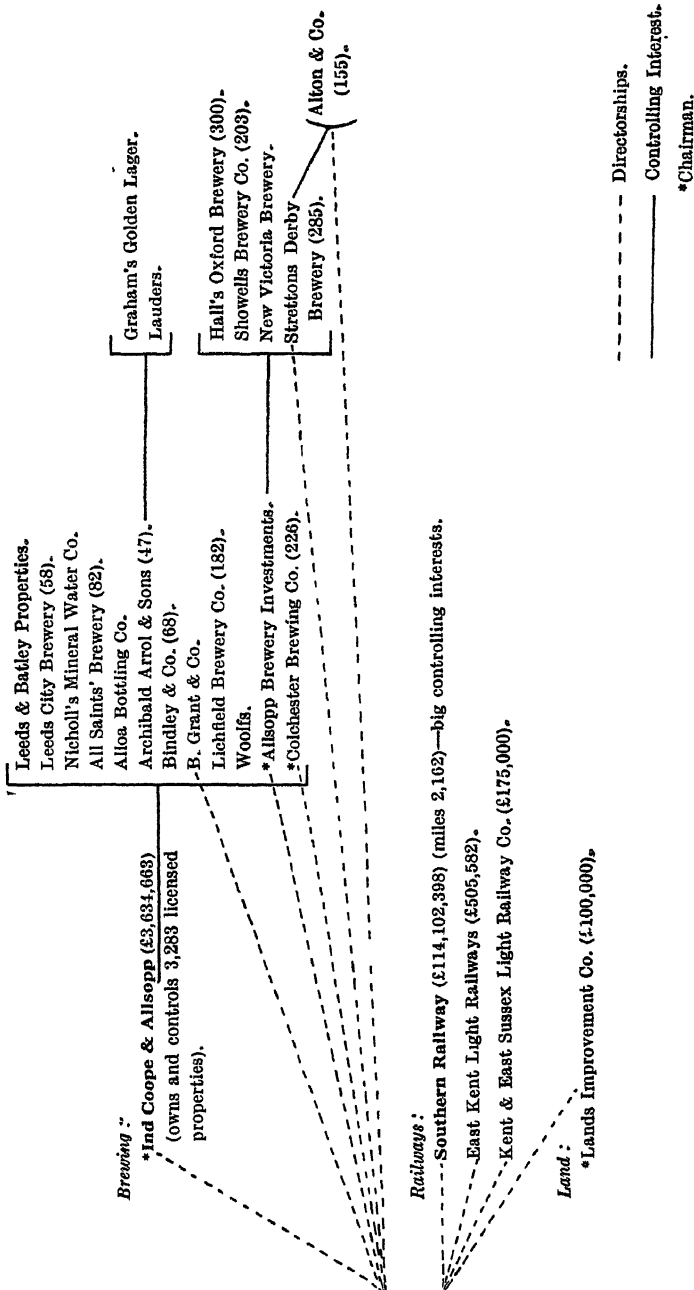 Brewing:
*Ind Coope & Allsopp (£3,634,663)
(owns and controls 3,283 licensed
properties).
Leeds & Batley Properties.
Leeds City Brewery (58).
Nicholl's Mineral Water Co.
All Saints' Brewery (82).
Alloa Bottling Co.
Archibald Arrol & Sons (47).
Bindley & Co. (68).
B. Grant & Co.
Lichfield Brewery Co. (182).
Woolfs.
*Allsopp Brewery Investments.
*Colchester Brewing Co. (226).
Graham's Golden Lager.
Lauders.
Hall's Oxford Brewery (300).
Showells Brewery Co. (203).
New Victoria Brewery.
Strettons Derby
Brewery (285).
(Alton & Co.
(155).
Railways:
Southern Railway (£114,102,398) (miles 2,162)—big controlling interests.
East Kent Light Railways (£505,582).
Kent & East Sussex Light Railway Co. (£175,000).
Land:
*Lands Improvement Co. (£100,000).
Directorships.
Controlling Interest.
*Chairman.